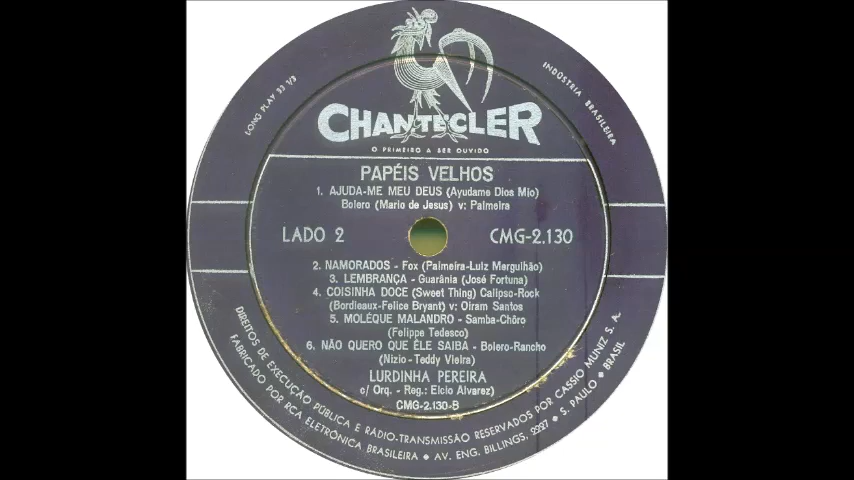 LONG PLAY 33 1/3
INDÚSTRIA BRASILEIRA
CHANTECLER
O PRIMEIRO A SER OUVIDO
PAPÉIS VELHOS
1. AJUDA-ME MEU DEUS (Ayudame Dios Mio)
Bolero (Mario de Jesus) v: Palmeira
LADO 2
CMG-2.130
2. NAMORADOS - Fox (Palmeira-Luiz Mergulhão)
3. LEMBRANÇA - Guarânia (José Fortuna)
4. COISINHA DOCE (Sweet Thing) Calipso-Rock
(Bordleaux-Felice Bryant) v: Oiram Santos
5. MOLÉQUE MALANDRO - Samba-Chôro
(Felippe Tedesco)
6. NÃO QUERO QUE ÊLE SAIBA - Bolero-Rancho
(Nizio - Teddy Vieira)
LURDINHA PEREIRA
c/ Orq. - Reg.: Elcio Alvarez)
CMG-2.130-B
DIREITOS DE EXECUÇÃO PÚBLICA E RÁDIO-TRANSMISSÃO RESERVADOS POR CASSIO MUNIZ S. A.
FABRICADO POR RCA ELETRÔNICA BRASILEIRA • AV. ENG. BILLINGS, 2227 • S. PAULO • BRASIL